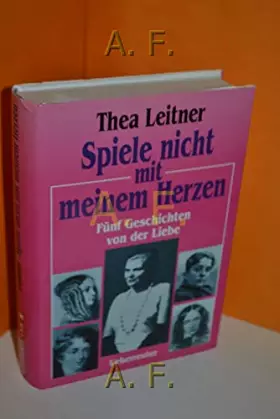 A. F.
Thea Leitner
Spiele nicht
mit
meinem Herzen
A. F.
Fünf Geschichten
von der Liebe
Ueberreuter
A. F.